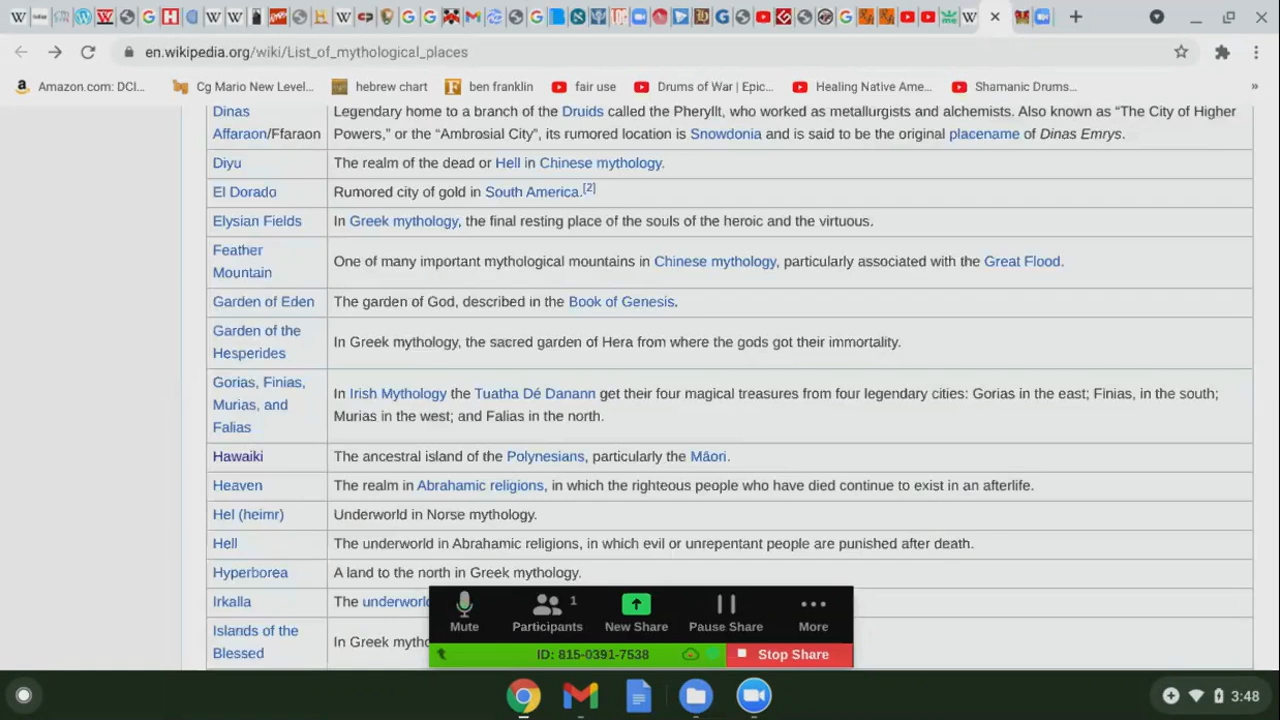 en.wikipedia.org/wiki/List_of_mythological_places
Amazon.com: DCI...
Cg Mario New Level...
hebrew chart
ben franklin
fair use
Drums of War | Epic...
Healing Native Ame...
Shamanic Drums...
»
Dinas Legendary home to a branch of the Druids called the Pheryllt, who worked as metallurgists and alchemists. Also known as “The City of Higher
Affaraon/Ffaraon Powers,” or the “Ambrosial City”, its rumored location is Snowdonia and is said to be the original placename of Dinas Emrys.
Diyu The realm of the dead or Hell in Chinese mythology.
El Dorado Rumored city of gold in South America.[2]
Elysian Fields In Greek mythology, the final resting place of the souls of the heroic and the virtuous.
Feather
Mountain
One of many important mythological mountains in Chinese mythology, particularly associated with the Great Flood.
Garden of Eden The garden of God, described in the Book of Genesis.
Garden of the
Hesperides
In Greek mythology, the sacred garden of Hera from where the gods got their immortality.
Gorias, Finias,
Murias, and
Falias
In Irish Mythology the Tuatha Dé Danann get their four magical treasures from four legendary cities: Gorias in the east; Finias, in the south;
Murias in the west; and Falias in the north.
Hawaiki The ancestral island of the Polynesians, particularly the Māori.
Heaven The realm in Abrahamic religions, in which the righteous people who have died continue to exist in an afterlife.
Hel (heimr) Underworld in Norse mythology.
Hell The underworld in Abrahamic religions, in which evil or unrepentant people are punished after death.
Hyperborea A land to the north in Greek mythology.
Irkalla The underworl
Islands of the
Blessed
In Greek mytho
1
Mute
Participants
New Share
Pause Share
More
ID: 815-0391-7538
Stop Share
3:48